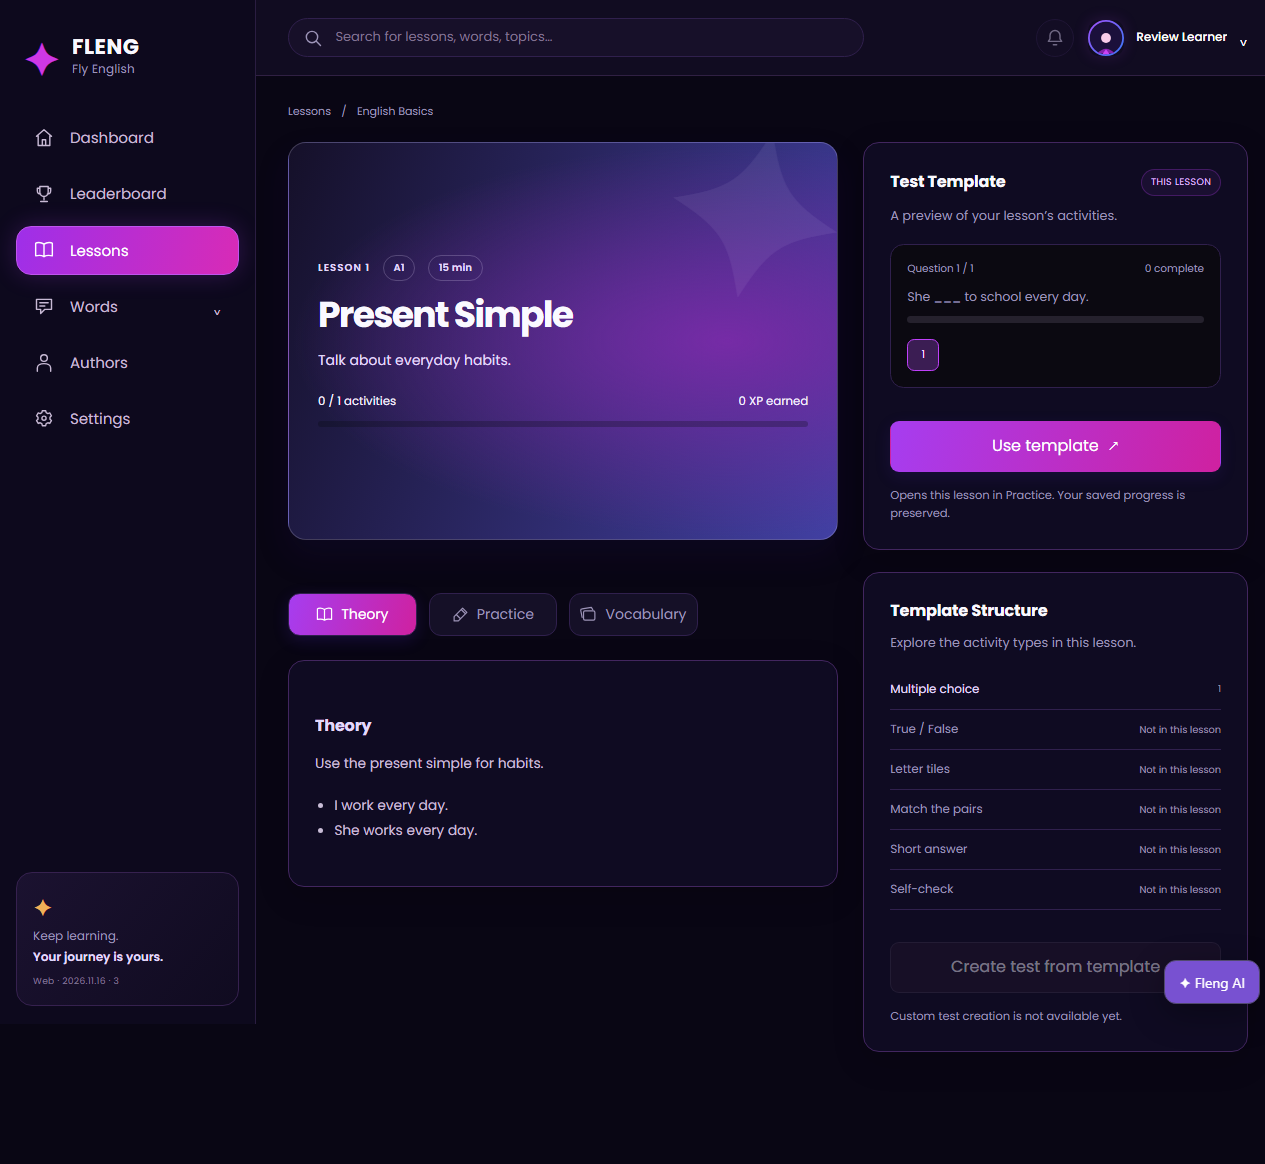 FLENG
Fly English
Search for lessons, words, topics...
Review Learner
Dashboard
Leaderboard
Lessons
Words
Authors
Settings
Keep learning.
Your journey is yours.
Web · 2026.11.16 · 3
Lessons / English Basics
LESSON 1 A1 15 min
Present Simple
Talk about everyday habits.
0 / 1 activities 0 XP earned
Theory Practice Vocabulary
Theory
Use the present simple for habits.
• I work every day.
• She works every day.
Test Template THIS LESSON
A preview of your lesson's activities.
Question 1 / 1 0 complete
She ___ to school every day.
1
Use template ↗
Opens this lesson in Practice. Your saved progress is
preserved.
Template Structure
Explore the activity types in this lesson.
Multiple choice 1
True / False Not in this lesson
Letter tiles Not in this lesson
Match the pairs Not in this lesson
Short answer Not in this lesson
Self-check Not in this lesson
Create test from template
✦ Fleng AI
Custom test creation is not available yet.